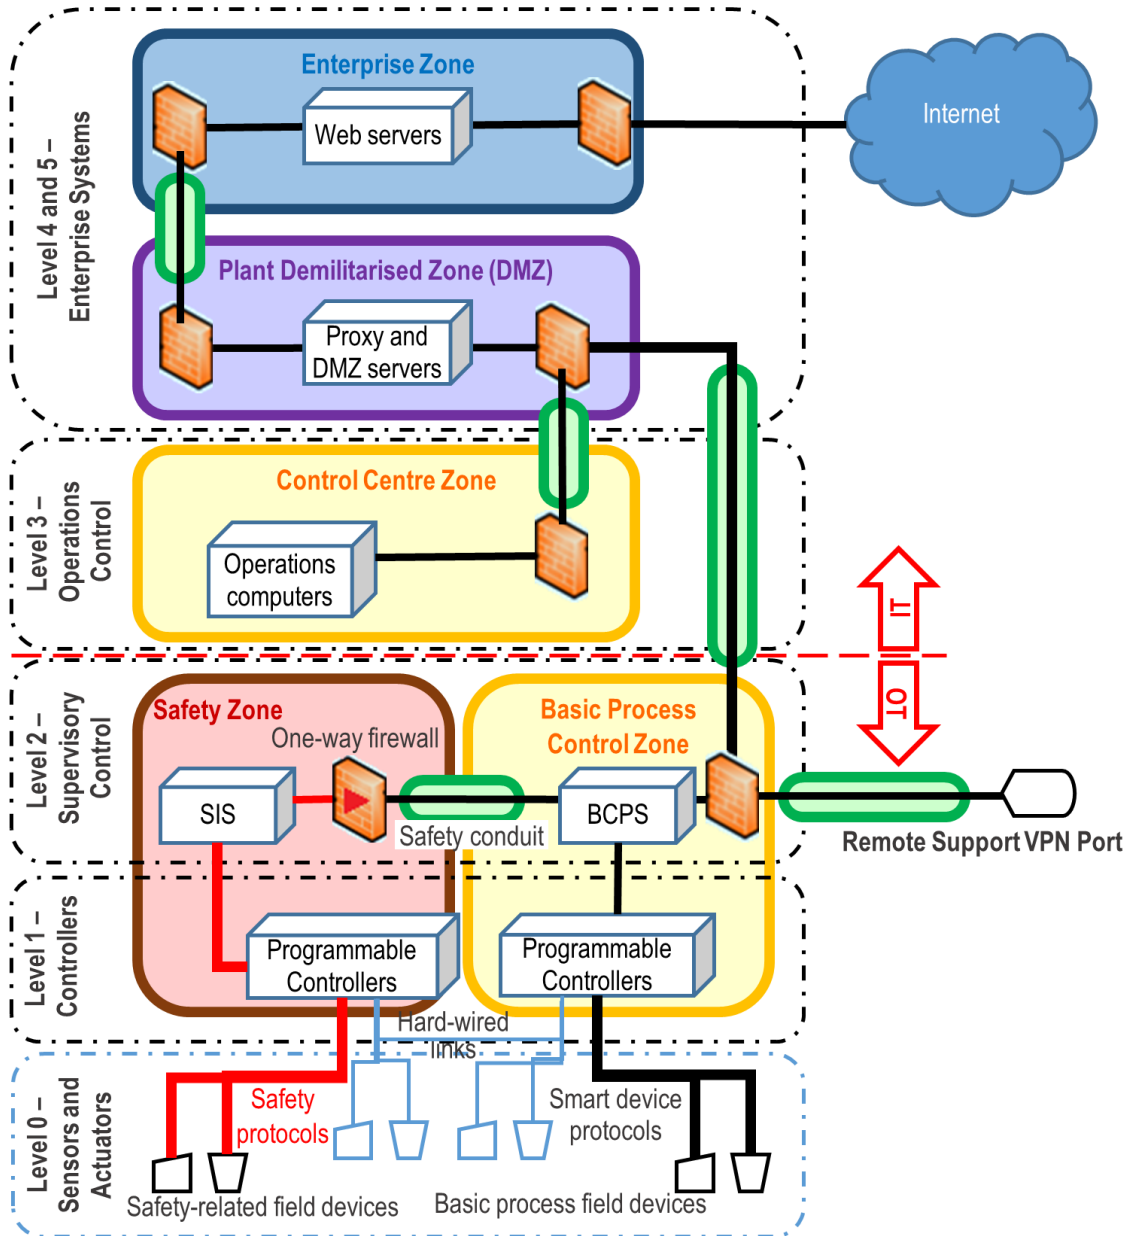 Enterprise Zone
Web servers
Internet
Level 4 and 5 –
Enterprise Systems
Plant Demilitarised Zone (DMZ)
Proxy and
DMZ servers
Level 3 –
Operations
Control
Control Centre Zone
Operations
computers
IT
OT
Level 2 –
Supervisory
Control
Safety Zone
One-way firewall
SIS
Safety conduit
Basic Process
Control Zone
BCPS
Remote Support VPN Port
Level 1 –
Controllers
Programmable
Controllers
Programmable
Controllers
Hard-wired
links
Level 0 –
Sensors and
Actuators
Safety
protocols
Smart device
protocols
Safety-related field devices
Basic process field devices